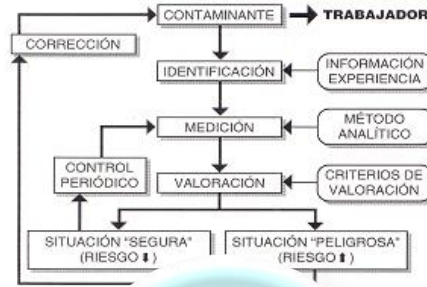 CONTAMINANTE
TRABAJADOR
CORRECCIÓN
IDENTIFICACIÓN
INFORMACIÓN
EXPERIENCIA
MEDICIÓN
MÉTODO
ANALÍTICO
CONTROL
PERIÓDICO
VALORACIÓN
CRITERIOS DE
VALORACIÓN
SITUACIÓN "SEGURA"
(RIESGO ⬇)
SITUACIÓN "PELIGROSA"
(RIESGO ⬆)